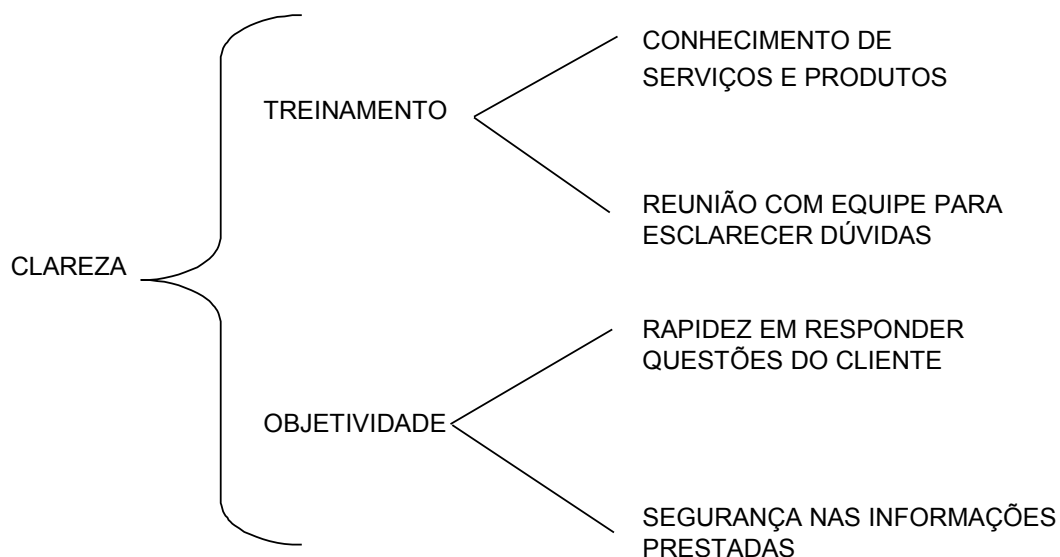 CLAREZA
TREINAMENTO
CONHECIMENTO DE
SERVIÇOS E PRODUTOS
REUNIÃO COM EQUIPE PARA
ESCLARECER DÚVIDAS
OBJETIVIDADE
RAPIDEZ EM RESPONDER
QUESTÕES DO CLIENTE
SEGURANÇA NAS INFORMAÇÕES
PRESTADAS